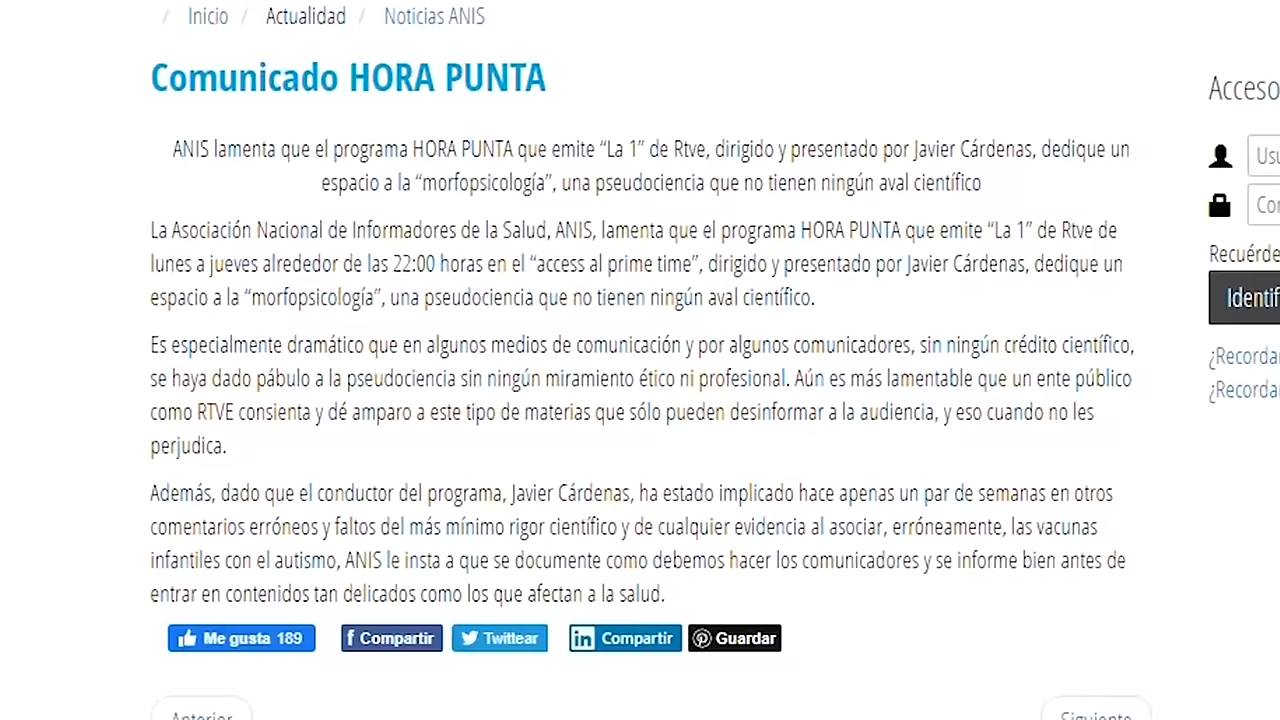 / Inicio / Actualidad / Noticias ANIS
Comunicado HORA PUNTA
ANIS lamenta que el programa HORA PUNTA que emite “La 1” de Rtve, dirigido y presentado por Javier Cárdenas, dedique un
espacio a la “morfopsicología”, una pseudociencia que no tienen ningún aval científico
La Asociación Nacional de Informadores de la Salud, ANIS, lamenta que el programa HORA PUNTA que emite “La 1” de Rtve de
lunes a jueves alrededor de las 22:00 horas en el “access al prime time”, dirigido y presentado por Javier Cárdenas, dedique un
espacio a la “morfopsicología”, una pseudociencia que no tienen ningún aval científico.
Es especialmente dramático que en algunos medios de comunicación y por algunos comunicadores, sin ningún crédito científico,
se haya dado pábulo a la pseudociencia sin ningún miramiento ético ni profesional. Aún es más lamentable que un ente público
como RTVE consienta y dé amparo a este tipo de materias que sólo pueden desinformar a la audiencia, y eso cuando no les
perjudica.
Además, dado que el conductor del programa, Javier Cárdenas, ha estado implicado hace apenas un par de semanas en otros
comentarios erróneos y faltos del más mínimo rigor científico y de cualquier evidencia al asociar, erróneamente, las vacunas
infantiles con el autismo, ANIS le insta a que se documente como debemos hacer los comunicadores y se informe bien antes de
entrar en contenidos tan delicados como los que afectan a la salud.
Me gusta 189 Compartir Twittear Compartir Guardar
Anterior Siguiente
Acceso
Usu
Con
Recuérde
Identif
¿Recorda
¿Recorda